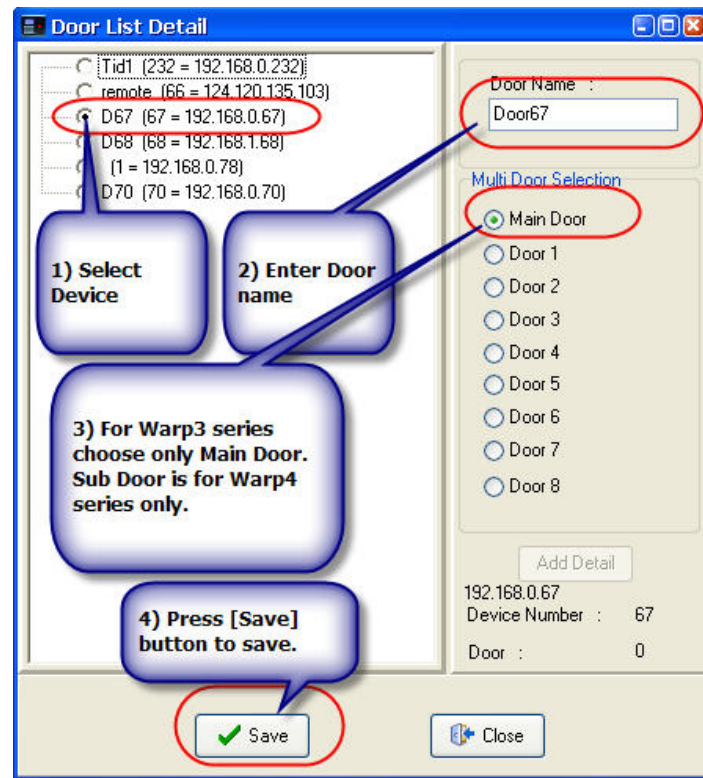 Door List Detail
Tid1 (232 = 192.168.0.232)
remote (66 = 124.120.135.103)
D67 (67 = 192.168.0.67)
D68 (68 = 192.168.1.68)
(1 = 192.168.0.78)
D70 (70 = 192.168.0.70)
1) Select
Device
2) Enter Door
name
3) For Warp3 series
choose only Main Door.
Sub Door is for Warp4
series only.
4) Press [Save]
button to save.
Door Name :
Door67
Multi Door Selection
Main Door
Door 1
Door 2
Door 3
Door 4
Door 5
Door 6
Door 7
Door 8
Add Detail
192.168.0.67
Device Number : 67
Door : 0
Save
Close